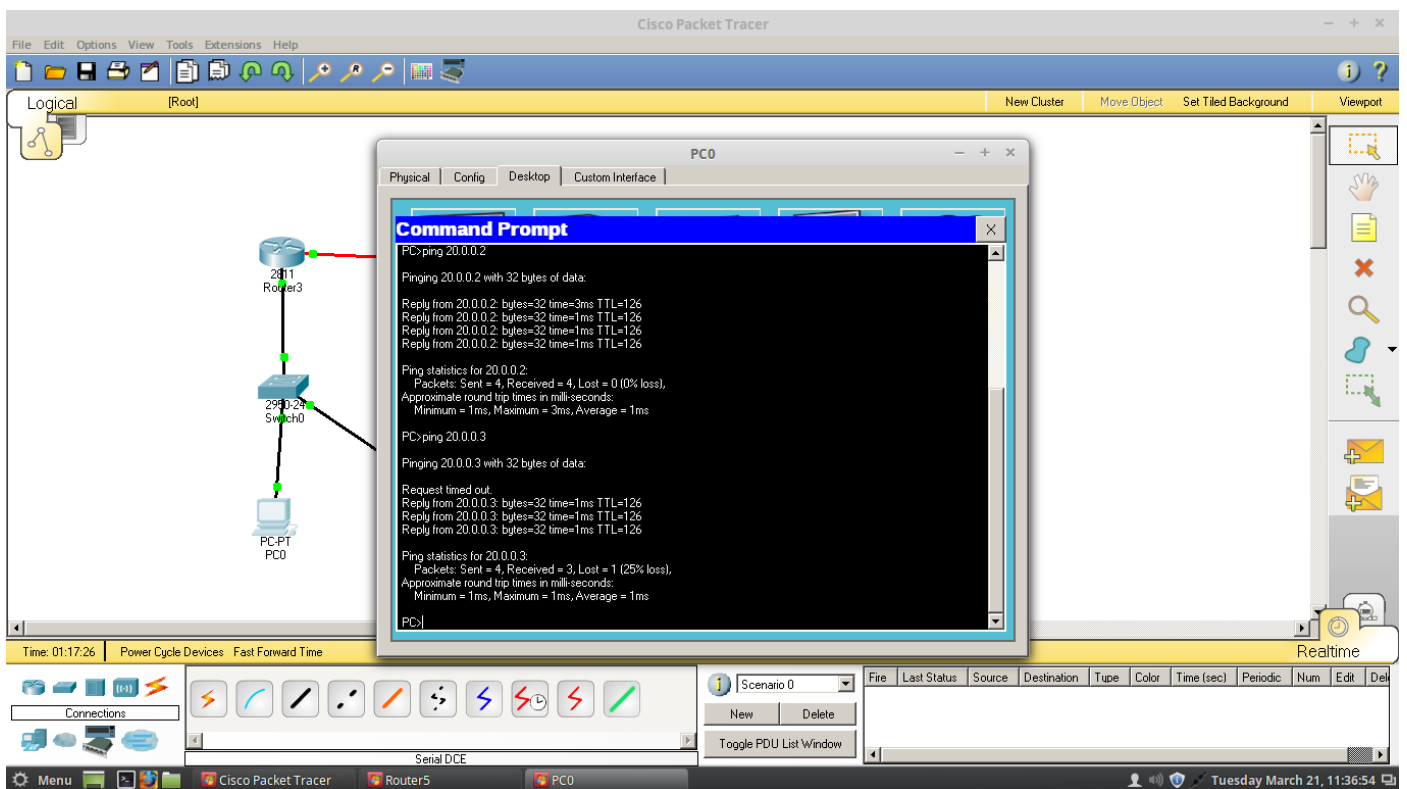 Cisco Packet Tracer
File Edit Options View Tools Extensions Help
Logical [Root] New Cluster Move Object Set Tiled Background Viewport
PC0
Physical Config Desktop Custom Interface
Command Prompt
PC>ping 20.0.0.2
Pinging 20.0.0.2 with 32 bytes of data:
Reply from 20.0.0.2: bytes=32 time=3ms TTL=126
Reply from 20.0.0.2: bytes=32 time=1ms TTL=126
Reply from 20.0.0.2: bytes=32 time=1ms TTL=126
Reply from 20.0.0.2: bytes=32 time=1ms TTL=126
Ping statistics for 20.0.0.2:
Packets: Sent = 4, Received = 4, Lost = 0 (0% loss),
Approximate round trip times in milli-seconds:
Minimum = 1ms, Maximum = 3ms, Average = 1ms
PC>ping 20.0.0.3
Pinging 20.0.0.3 with 32 bytes of data:
Request timed out.
Reply from 20.0.0.3: bytes=32 time=1ms TTL=126
Reply from 20.0.0.3: bytes=32 time=1ms TTL=126
Reply from 20.0.0.3: bytes=32 time=1ms TTL=126
Ping statistics for 20.0.0.3:
Packets: Sent = 4, Received = 3, Lost = 1 (25% loss),
Approximate round trip times in milli-seconds:
Minimum = 1ms, Maximum = 1ms, Average = 1ms
PC>
2811
Router3
2950-24
Switch0
PC-PT
PC0
Time: 01:17:26 Power Cycle Devices Fast Forward Time Realtime
Connections
Serial DCE
Scenario 0
New Delete
Toggle PDU List Window
Fire Last Status Source Destination Type Color Time (sec) Periodic Num Edit Del
Menu Cisco Packet Tracer Router5 PC0 Tuesday March 21, 11:36:54